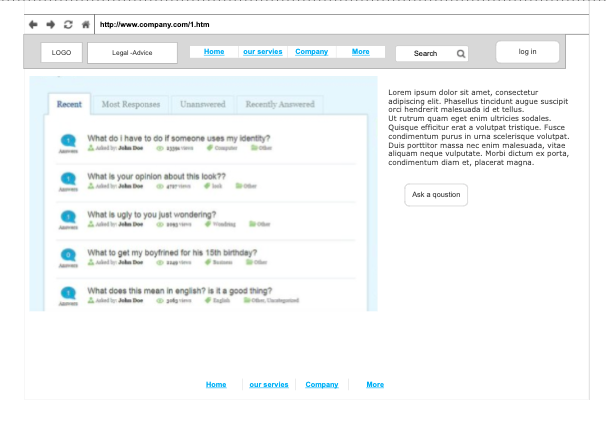 http://www.company.com/1.htm
LOGO
Legal -Advice
Home our servies Company More
Search
log in
Recent Most Responses Unanswered Recently Answered
1 Answers
What do i have to do if someone uses my identity?
Asked by: John Doe views Computer Other
1 Answers
What is your opinion about this look??
Asked by: John Doe 4797 views look Other
1 Answers
What is ugly to you just wondering?
Asked by: John Doe views Wondering Other
0 Answers
What to get my boyfrined for his 15th birthday?
Asked by: John Doe views Other
1 Answers
What does this mean in english? is it a good thing?
Asked by: John Doe views English Other, Uncategorized
Lorem ipsum dolor sit amet, consectetur
adipiscing elit. Phasellus tincidunt augue suscipit
orci hendrerit malesuada id et tellus.
Ut rutrum quam eget enim ultricies sodales.
Quisque efficitur erat a volutpat tristique. Fusce
condimentum purus in urna scelerisque volutpat.
Duis porttitor massa nec enim malesuada, vitae
aliquam neque vulputate. Morbi dictum ex porta,
condimentum diam et, placerat magna.
Ask a qoustion
Home our servies Company More